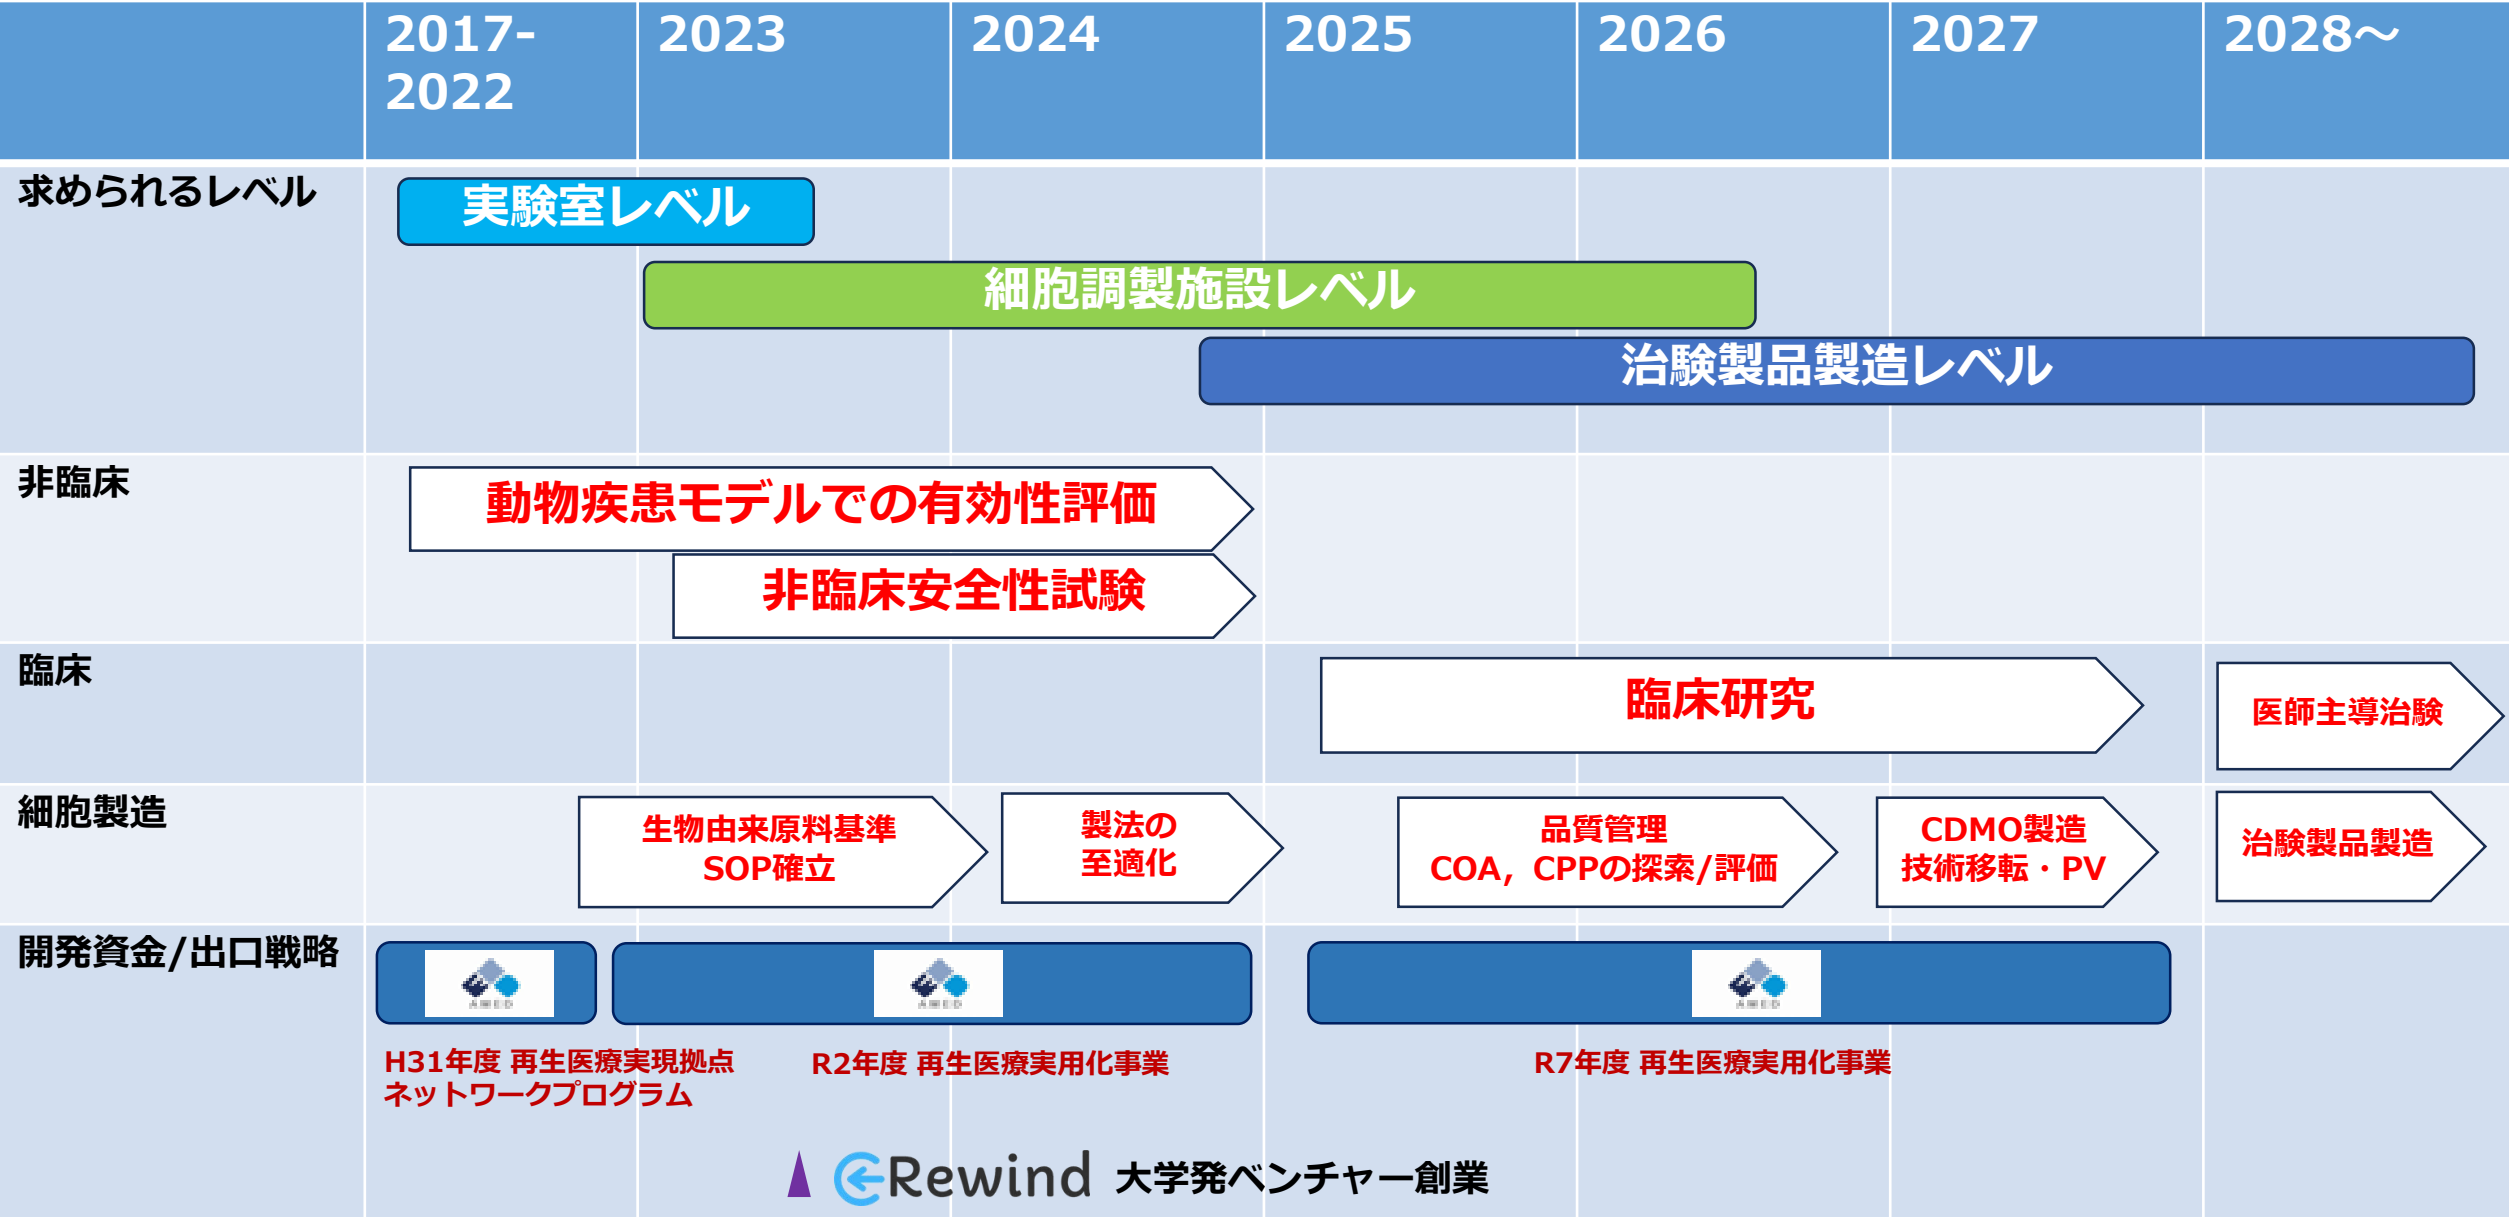 2017-
2022
2023
2024
2025
2026
2027
2028～
求められるレベル
実験室レベル
細胞調製施設レベル
治験製品製造レベル
非臨床
動物疾患モデルでの有効性評価
非臨床安全性試験
臨床
臨床研究
医師主導治験
細胞製造
生物由来原料基準
SOP確立
製法の
至適化
品質管理
COA，CPPの探索/評価
CDMO製造
技術移転・PV
治験製品製造
開発資金/出口戦略
AMED
AMED
AMED
H31年度 再生医療実現拠点
ネットワークプログラム
R2年度 再生医療実用化事業
R7年度 再生医療実用化事業
Rewind 大学発ベンチャー創業